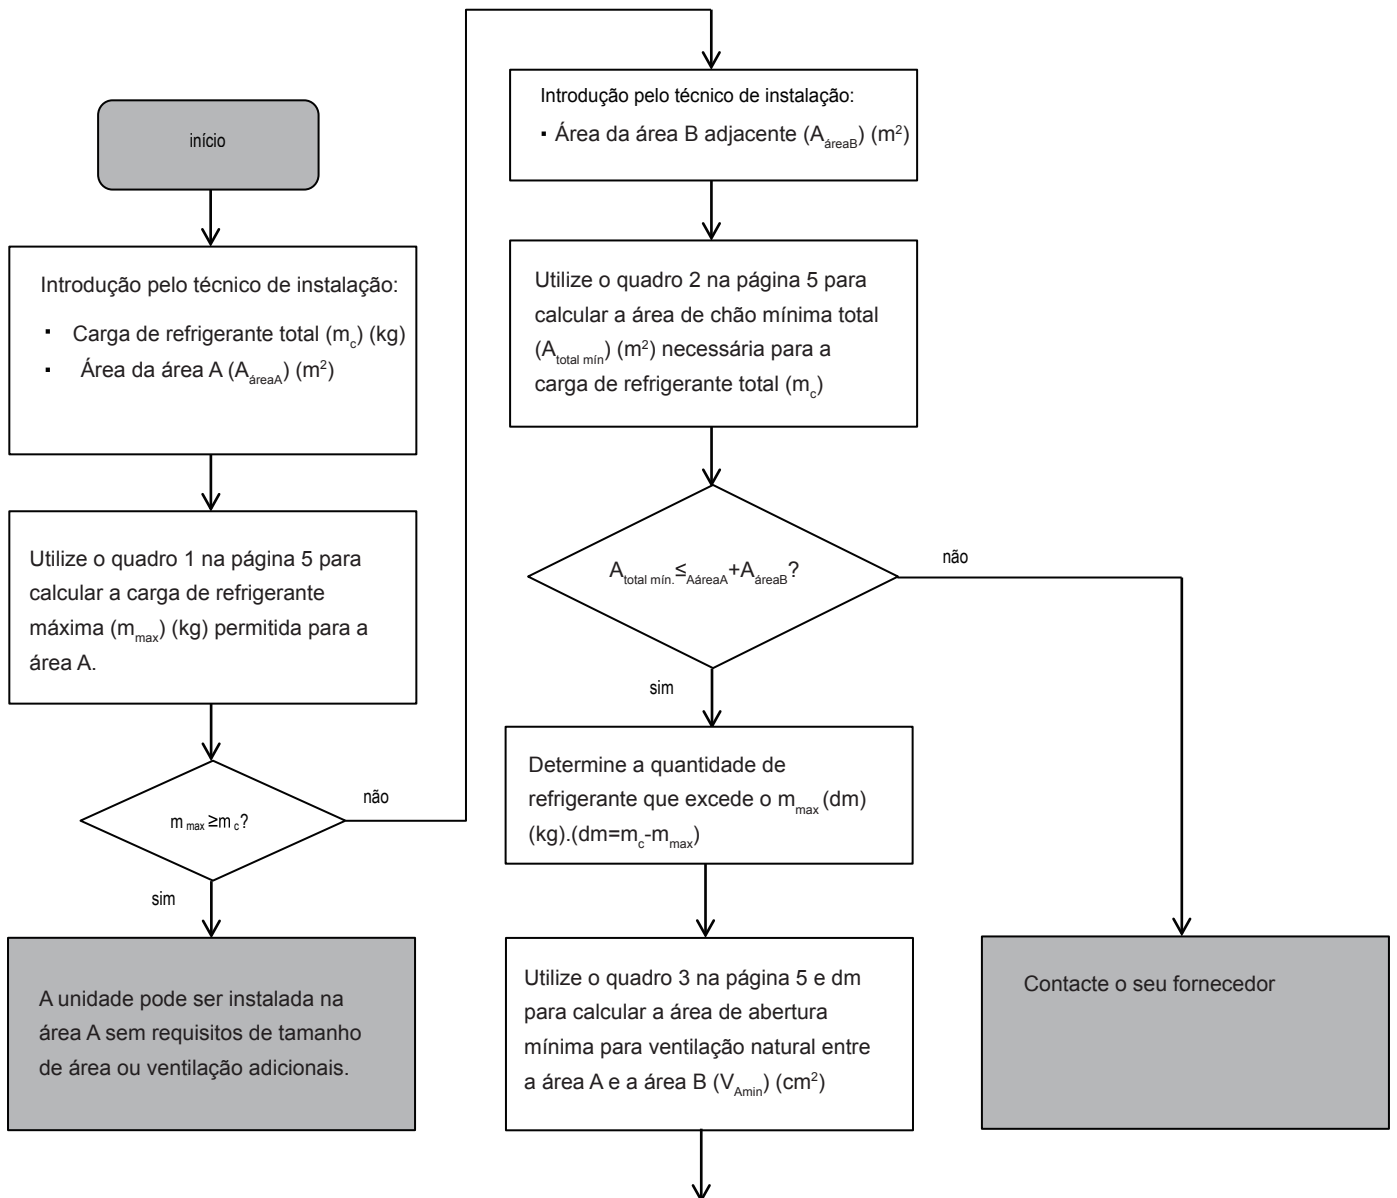 início
Introdução pelo técnico de instalação:
▪ Carga de refrigerante total (mc) (kg)
▪ Área da área A (AáreaA) (m²)
Utilize o quadro 1 na página 5 para
calcular a carga de refrigerante
máxima (mmax) (kg) permitida para a
área A.
m max ≥m c?
não
sim
A unidade pode ser instalada na
área A sem requisitos de tamanho
de área ou ventilação adicionais.
Introdução pelo técnico de instalação:
▪ Área da área B adjacente (AáreaB) (m²)
Utilize o quadro 2 na página 5 para
calcular a área de chão mínima total
(Atotal mín) (m²) necessária para a
carga de refrigerante total (mc)
Atotal mín.≤AáreaA+AáreaB?
não
sim
Determine a quantidade de
refrigerante que excede o mmax (dm)
(kg).(dm=mc-mmax)
Utilize o quadro 3 na página 5 e dm
para calcular a área de abertura
mínima para ventilação natural entre
a área A e a área B (VAmin) (cm²)
Contacte o seu fornecedor